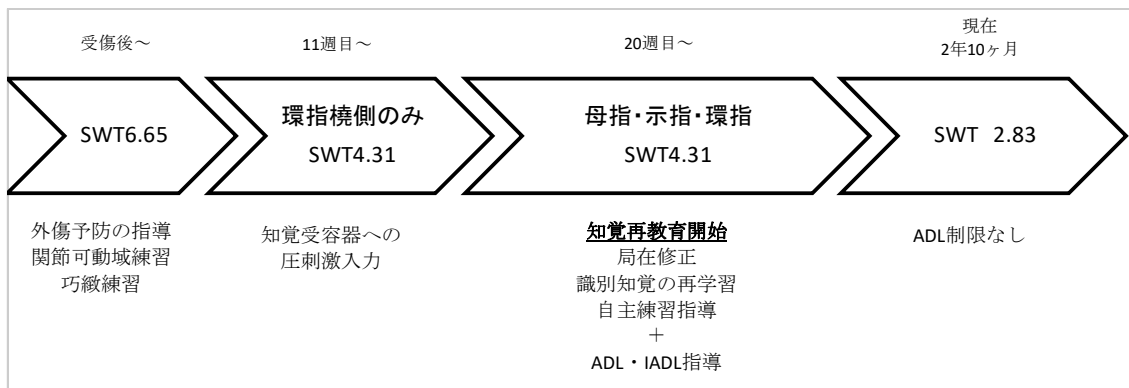 受傷後～
11週目～
20週目～
現在
2年10ヶ月
SWT6.65
環指橈側のみ
SWT4.31
母指・示指・環指
SWT4.31
SWT 2.83
外傷予防の指導
関節可動域練習
巧緻練習
知覚受容器への
圧刺激入力
知覚再教育開始
局在修正
識別知覚の再学習
自主練習指導
＋
ADL・IADL指導
ADL制限なし